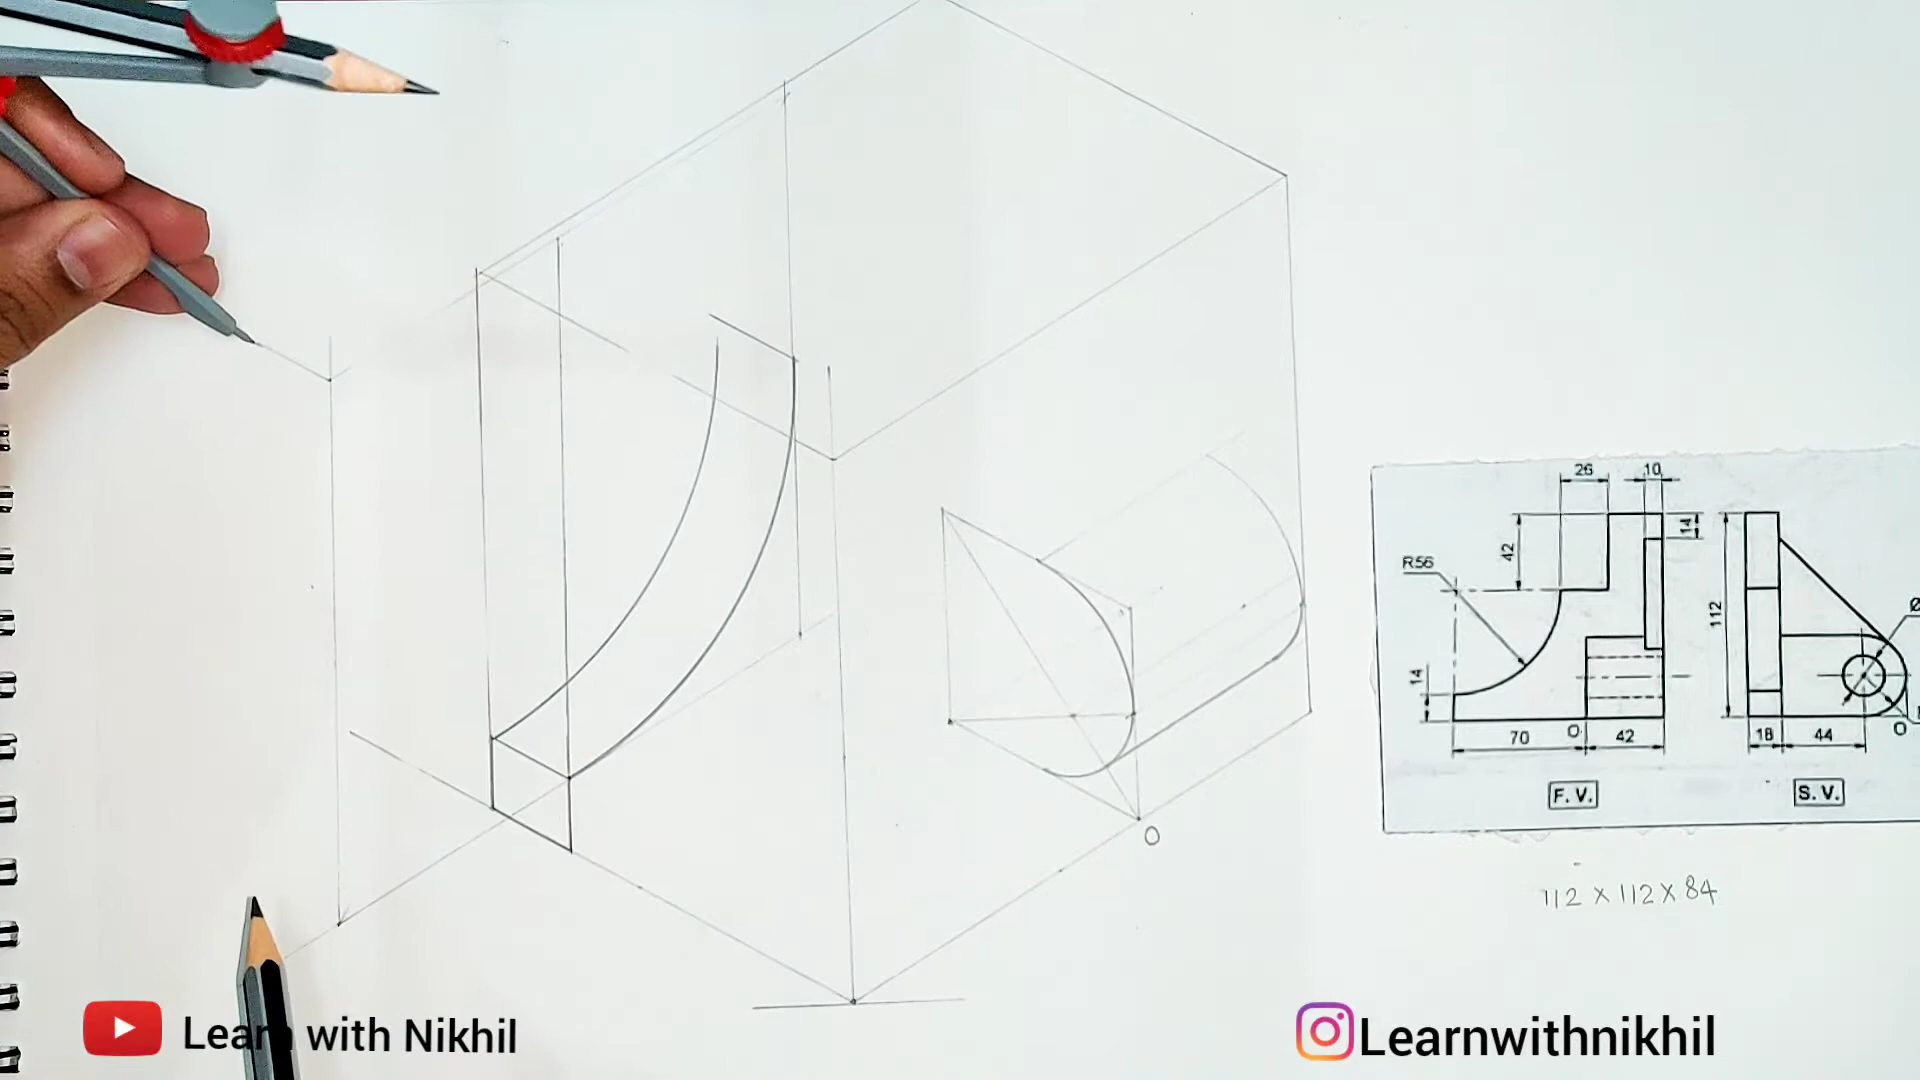 26
10
14
42
R56
112
Ø
14
O
O
70
42
18
44
F. V.
S. V.
112 X 112 X 84
Learn with Nikhil
Learnwithnikhil